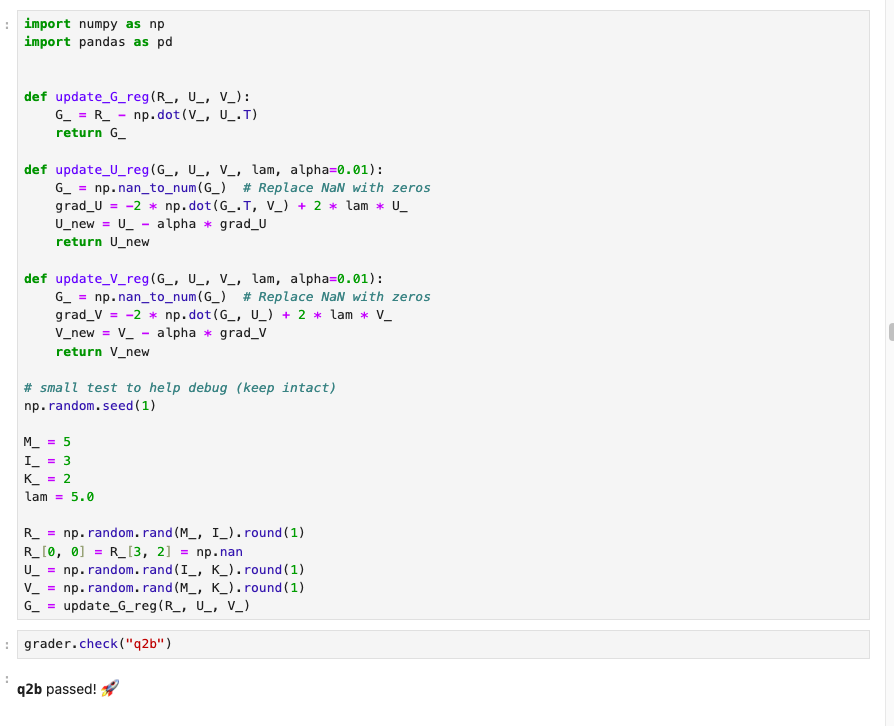 import numpy as np
import pandas as pd
def update_G_reg(R_, U_, V_):
    G_ = R_ - np.dot(V_, U_.T)
    return G_
def update_U_reg(G_, U_, V_, lam, alpha=0.01):
    G_ = np.nan_to_num(G_)  # Replace NaN with zeros
    grad_U = -2 * np.dot(G_.T, V_) + 2 * lam * U_
    U_new = U_ - alpha * grad_U
    return U_new
def update_V_reg(G_, U_, V_, lam, alpha=0.01):
    G_ = np.nan_to_num(G_)  # Replace NaN with zeros
    grad_V = -2 * np.dot(G_, U_) + 2 * lam * V_
    V_new = V_ - alpha * grad_V
    return V_new
# small test to help debug (keep intact)
np.random.seed(1)
M_ = 5
I_ = 3
K_ = 2
lam = 5.0
R_ = np.random.rand(M_, I_).round(1)
R_[0, 0] = R_[3, 2] = np.nan
U_ = np.random.rand(I_, K_).round(1)
V_ = np.random.rand(M_, K_).round(1)
G_ = update_G_reg(R_, U_, V_)
grader.check("q2b")
q2b passed! 🚀